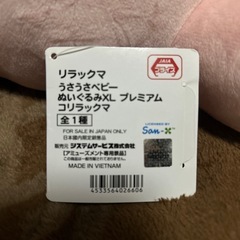 リラックマ
うさうさベビー
ぬいぐるみXL プレミアム
コリラックマ
全1種
FOR SALE IN JAPAN ONLY
日本国内限定販売品
San-X
販売元 システムサービス株式会社
【アミューズメント専用景品】
MADE IN VIETNAM
4533564026606